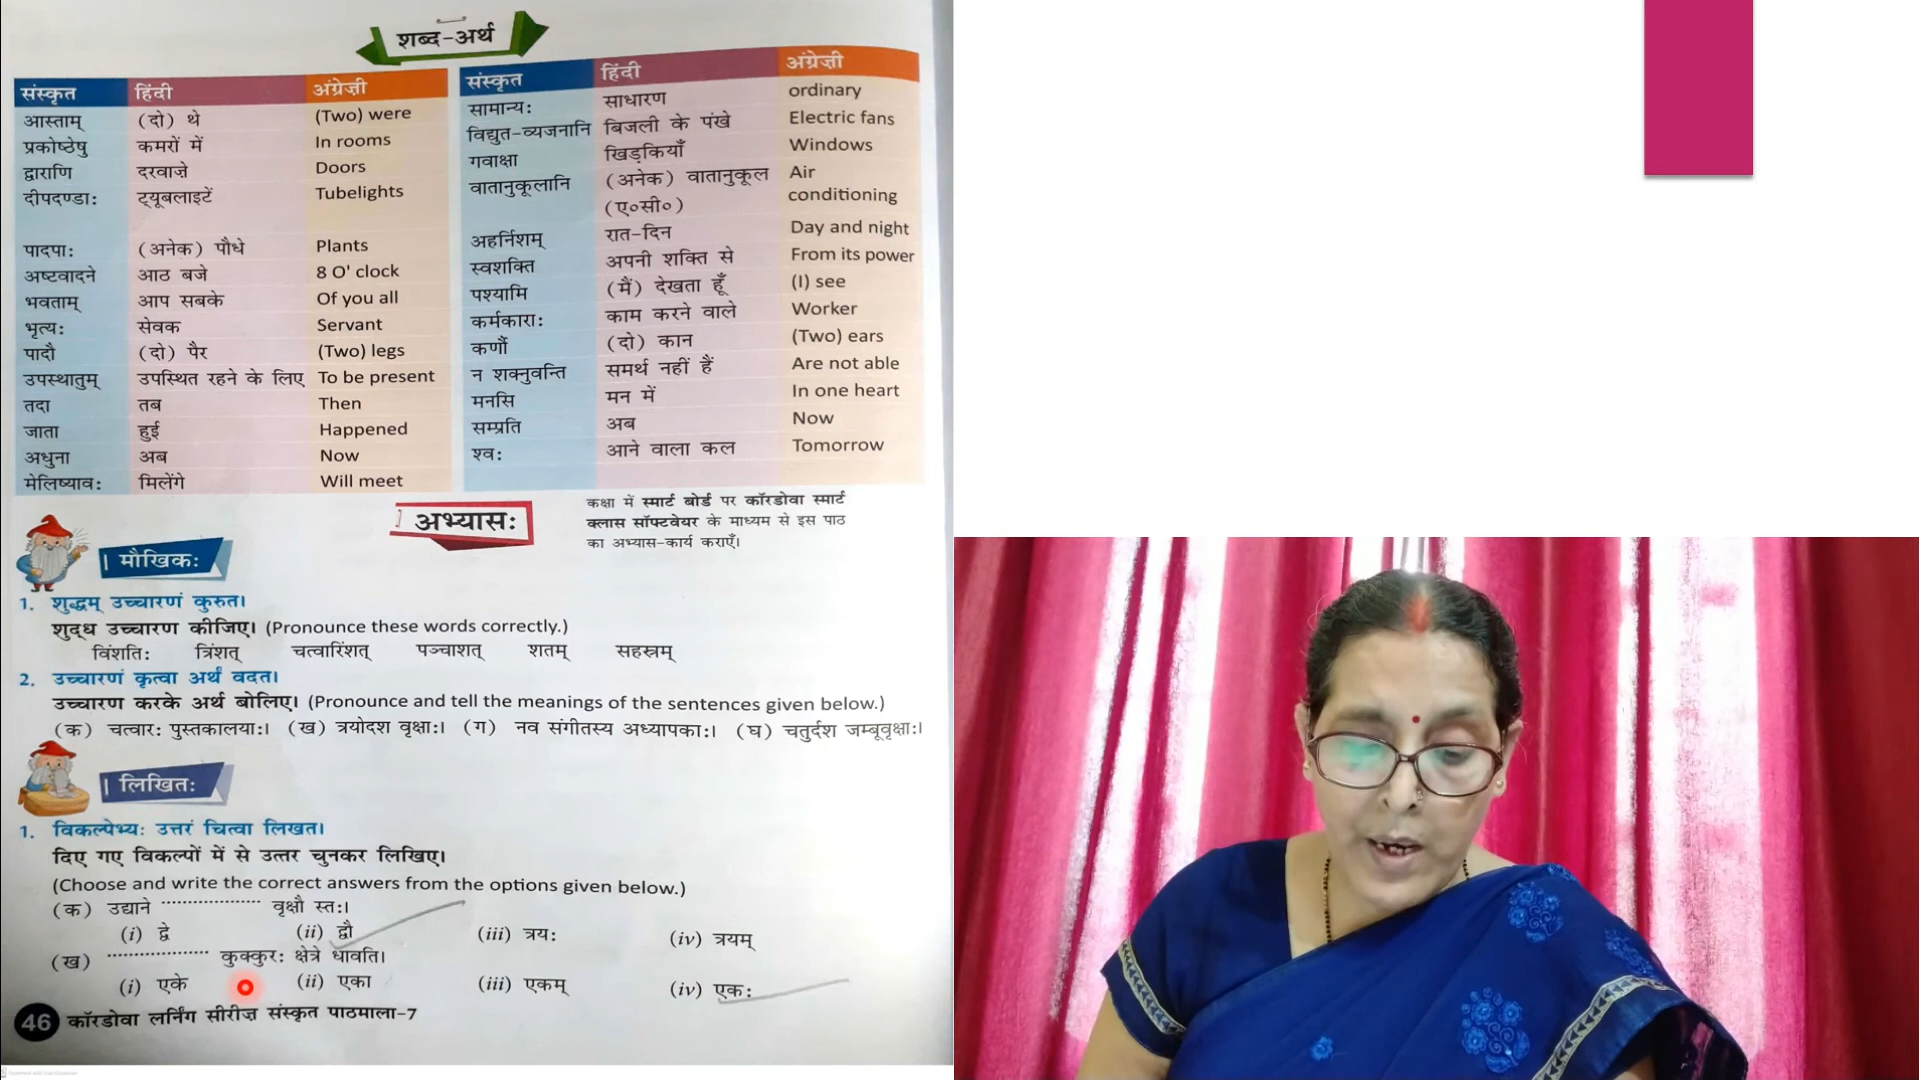 शब्द-अर्थ
संस्कृत हिंदी अंग्रेज़ी
आस्ताम् (दो) थे (Two) were
प्रकोष्ठेषु कमरों में In rooms
द्वाराणि दरवाज़े Doors
दीपदण्डाः ट्यूबलाइटें Tubelights
पादपाः (अनेक) पौधे Plants
अष्टवादने आठ बजे 8 O' clock
भवताम् आप सबके Of you all
भृत्यः सेवक Servant
पादौ (दो) पैर (Two) legs
उपस्थातुम् उपस्थित रहने के लिए To be present
तदा तब Then
जाता हुई Happened
अधुना अब Now
मेलिष्यावः मिलेंगे Will meet
संस्कृत हिंदी अंग्रेज़ी
सामान्यः साधारण ordinary
विद्युत-व्यजनानि बिजली के पंखे Electric fans
गवाक्षा खिड़कियाँ Windows
वातानुकूलानि (अनेक) वातानुकूल Air
(ए०सी०) conditioning
अहर्निशम् रात-दिन Day and night
स्वशक्ति अपनी शक्ति से From its power
पश्यामि (मैं) देखता हूँ (I) see
कर्मकाराः काम करने वाले Worker
कर्णौ (दो) कान (Two) ears
न शक्नुवन्ति समर्थ नहीं हैं Are not able
मनसि मन में In one heart
सम्प्रति अब Now
श्वः आने वाला कल Tomorrow
अभ्यासः
कक्षा में स्मार्ट बोर्ड पर कॉरडोवा स्मार्ट
क्लास सॉफ्टवेयर के माध्यम से इस पाठ
का अभ्यास-कार्य कराएँ।
मौखिकः
1. शुद्धम् उच्चारणं कुरुत।
शुद्ध उच्चारण कीजिए। (Pronounce these words correctly.)
विंशतिः त्रिंशत् चत्वारिंशत् पञ्चाशत् शतम् सहस्रम्
2. उच्चारणं कृत्वा अर्थं वदत।
उच्चारण करके अर्थ बोलिए। (Pronounce and tell the meanings of the sentences given below.)
(क) चत्वारः पुस्तकालयाः। (ख) त्रयोदश वृक्षाः। (ग) नव संगीतस्य अध्यापकाः। (घ) चतुर्दश जम्बूवृक्षाः।
लिखितः
1. विकल्पेभ्यः उत्तरं चित्वा लिखत।
दिए गए विकल्पों में से उत्तर चुनकर लिखिए।
(Choose and write the correct answers from the options given below.)
(क) उद्याने ................... वृक्षौ स्तः।
(i) द्वे (ii) द्वौ (iii) त्रयः (iv) त्रयम्
(ख) ................... कुक्कुरः क्षेत्रे धावति।
(i) एके (ii) एका (iii) एकम् (iv) एकः
46 कॉरडोवा लर्निंग सीरीज़ संस्कृत पाठमाला-7